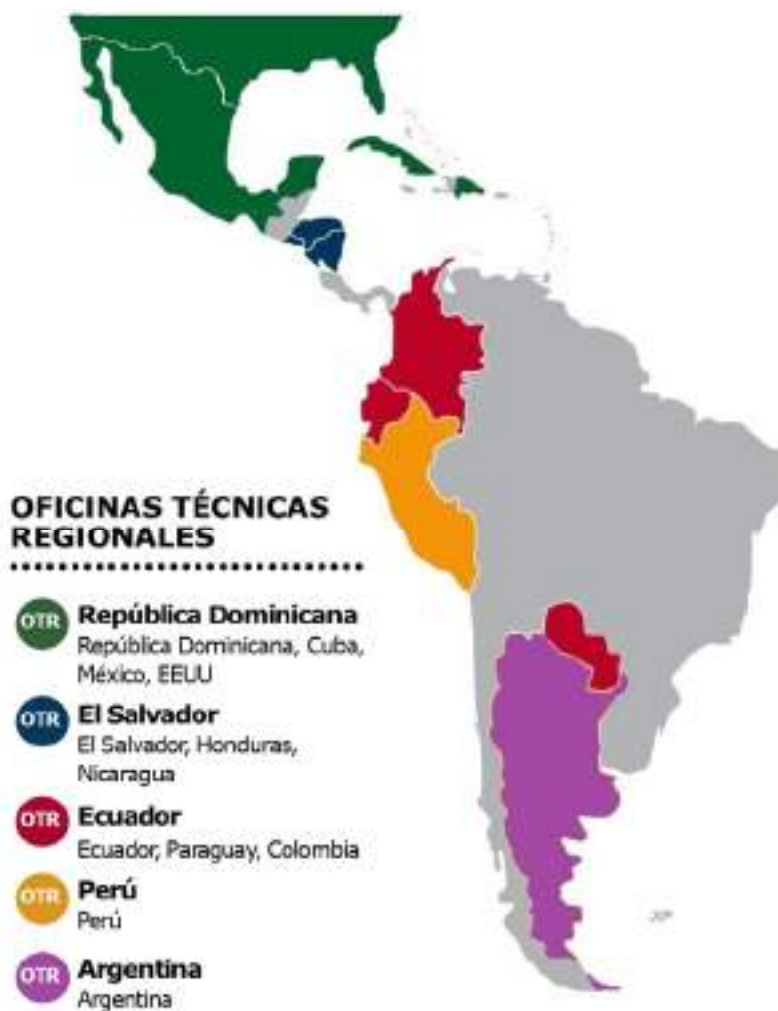 OFICINAS TÉCNICAS
REGIONALES
OTR República Dominicana
República Dominicana, Cuba,
México, EEUU
OTR El Salvador
El Salvador, Honduras,
Nicaragua
OTR Ecuador
Ecuador, Paraguay, Colombia
OTR Perú
Perú
OTR Argentina
Argentina